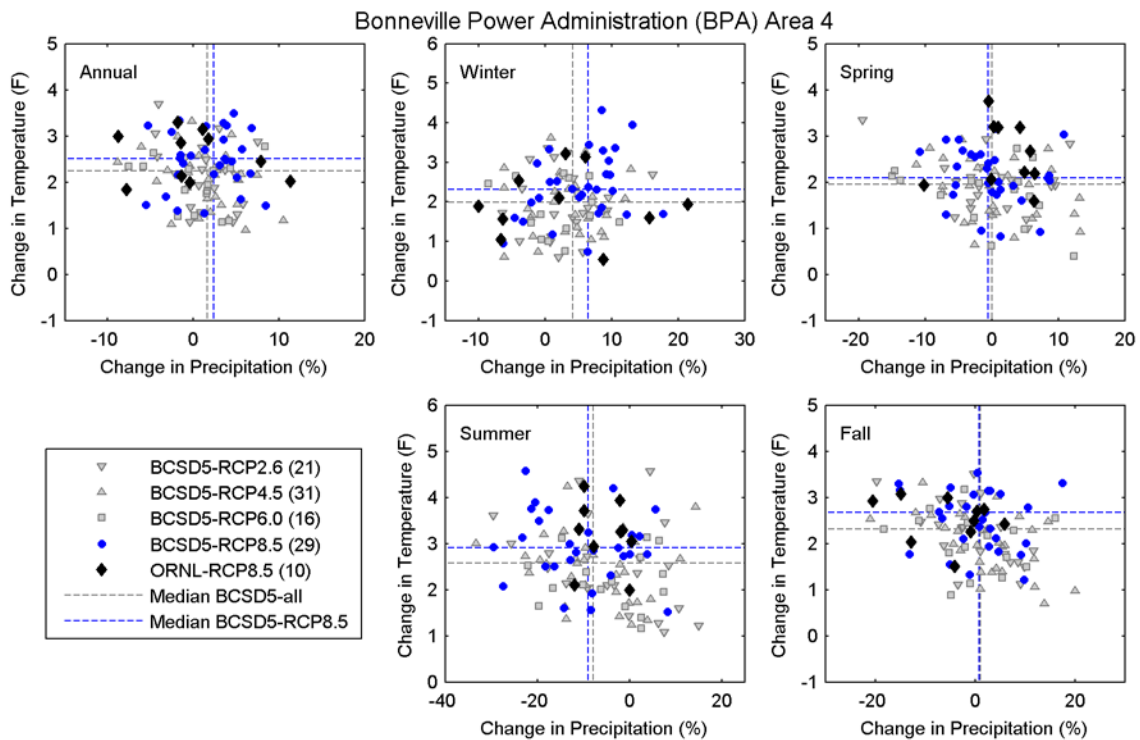 Bonneville Power Administration (BPA) Area 4
Annual
Change in Temperature (F)
4
3
2
1
0
-1
-10
0
10
20
Change in Precipitation (%)
Winter
Change in Temperature (F)
6
5
4
3
2
1
0
-1
-10
0
10
20
30
Change in Precipitation (%)
Spring
Change in Temperature (F)
5
4
3
2
1
0
-1
-20
-10
0
10
20
Change in Precipitation (%)
BCSD5-RCP2.6 (21)
BCSD5-RCP4.5 (31)
BCSD5-RCP6.0 (16)
BCSD5-RCP8.5 (29)
ORNL-RCP8.5 (10)
Median BCSD5-all
Median BCSD5-RCP8.5
Summer
Change in Temperature (F)
6
5
4
3
2
1
0
-40
-20
0
20
Change in Precipitation (%)
Fall
Change in Temperature (F)
5
4
3
2
1
0
-1
-20
0
20
Change in Precipitation (%)